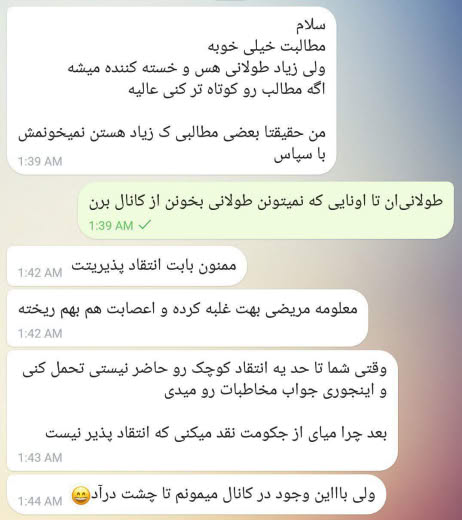 سلام
مطالبت خیلی خوبه
ولی زیاد طولانی هس و خسته کننده میشه
اگه مطالب رو کوتاه تر کنی عالیه
من حقیقتا بعضی مطالبی ک زیاد هستن نمیخونمش
با سپاس
1:39 AM
طولانی‌ان تا اونایی که نمیتونن طولانی بخونن از کانال برن
1:39 AM
ممنون بابت انتقاد پذیریتت
1:42 AM
معلومه مریضی بهت غلبه کرده و اعصابت هم بهم ریخته
1:42 AM
وقتی شما تا حد یه انتقاد کوچک رو حاضر نیستی تحمل کنی
و اینجوری جواب مخاطبات رو میدی
بعد چرا میای از جکومت نقد میکنی که انتقاد پذیر نیست
1:43 AM
ولی بااااین وجود در کانال میمونم تا چشت درآد😄
1:44 AM